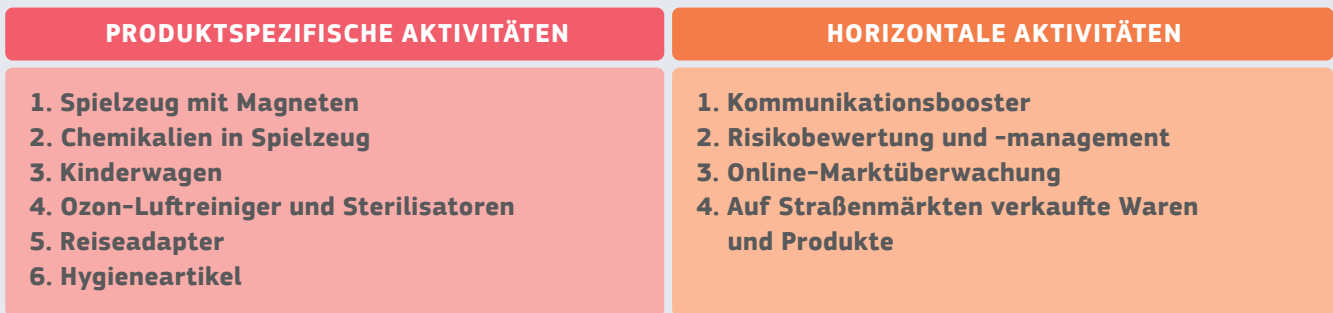 PRODUKTSPEZIFISCHE AKTIVITÄTEN
1. Spielzeug mit Magneten
2. Chemikalien in Spielzeug
3. Kinderwagen
4. Ozon-Luftreiniger und Sterilisatoren
5. Reiseadapter
6. Hygieneartikel
HORIZONTALE AKTIVITÄTEN
1. Kommunikationsbooster
2. Risikobewertung und -management
3. Online-Marktüberwachung
4. Auf Straßenmärkten verkaufte Waren
und Produkte